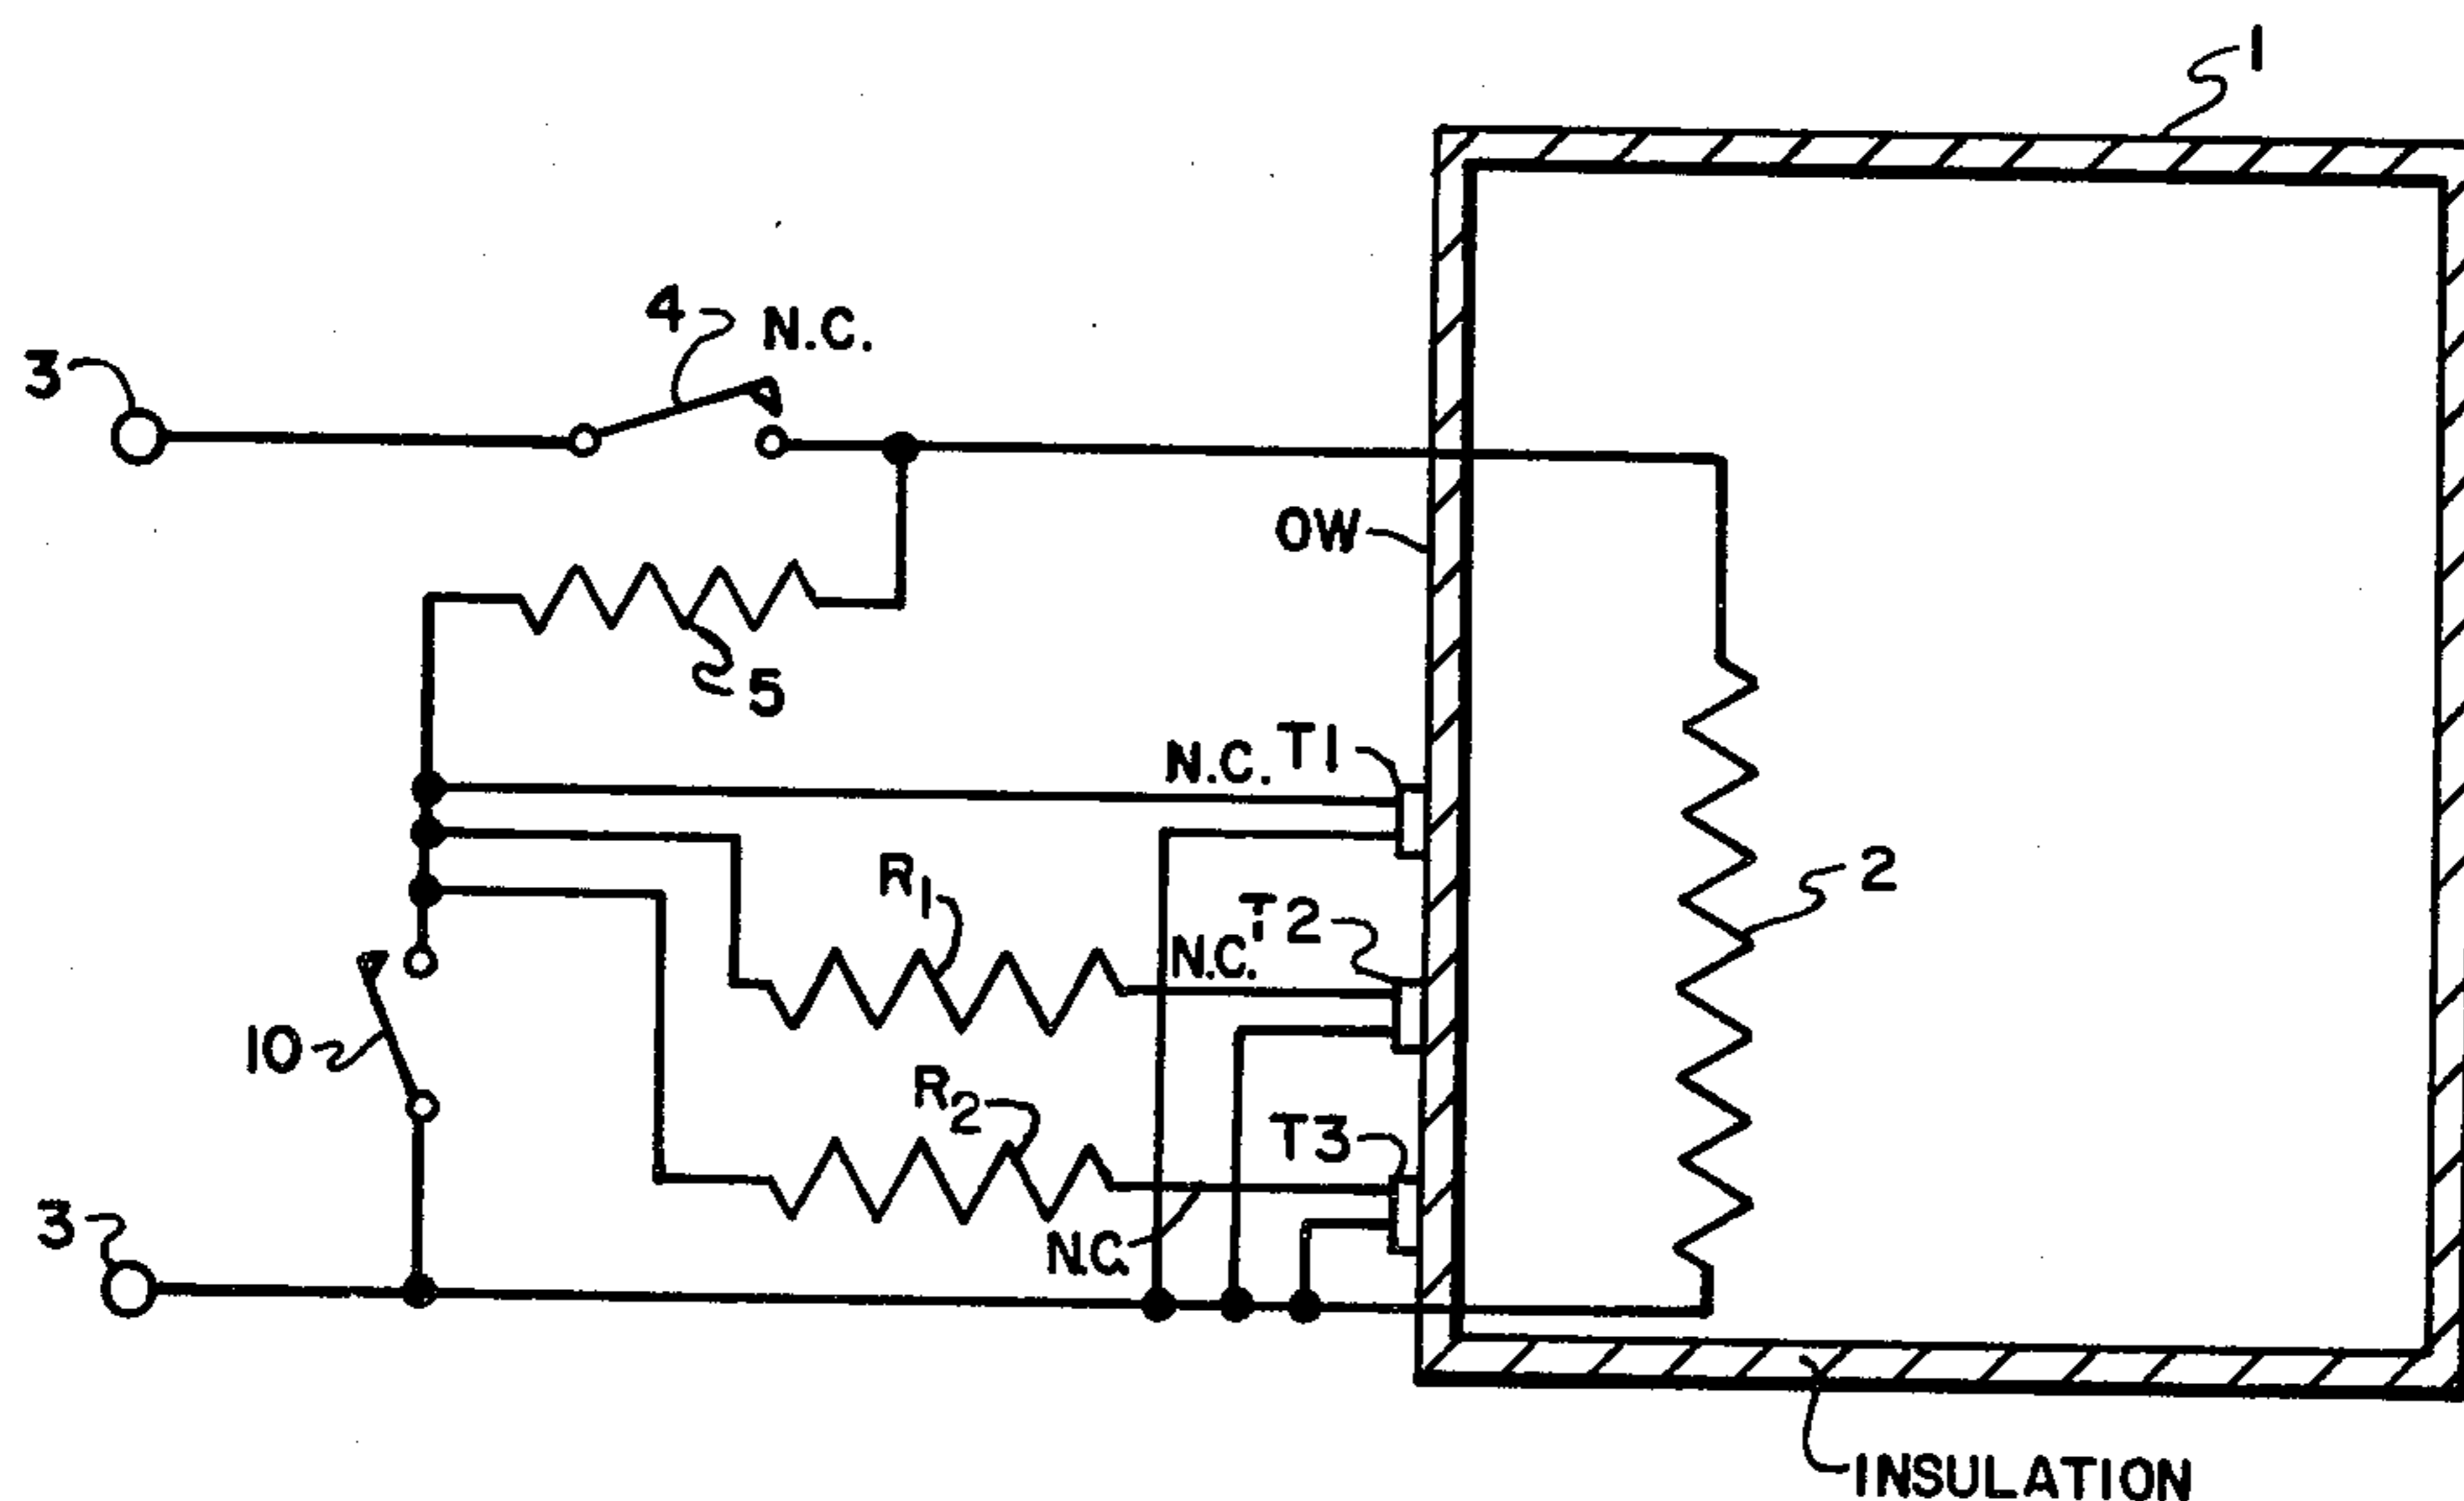 1
4 N.C.
3
OW
5
N.C. T1
R1
T2
2
N.C.
10
R2
T3
3
N.C.
INSULATION